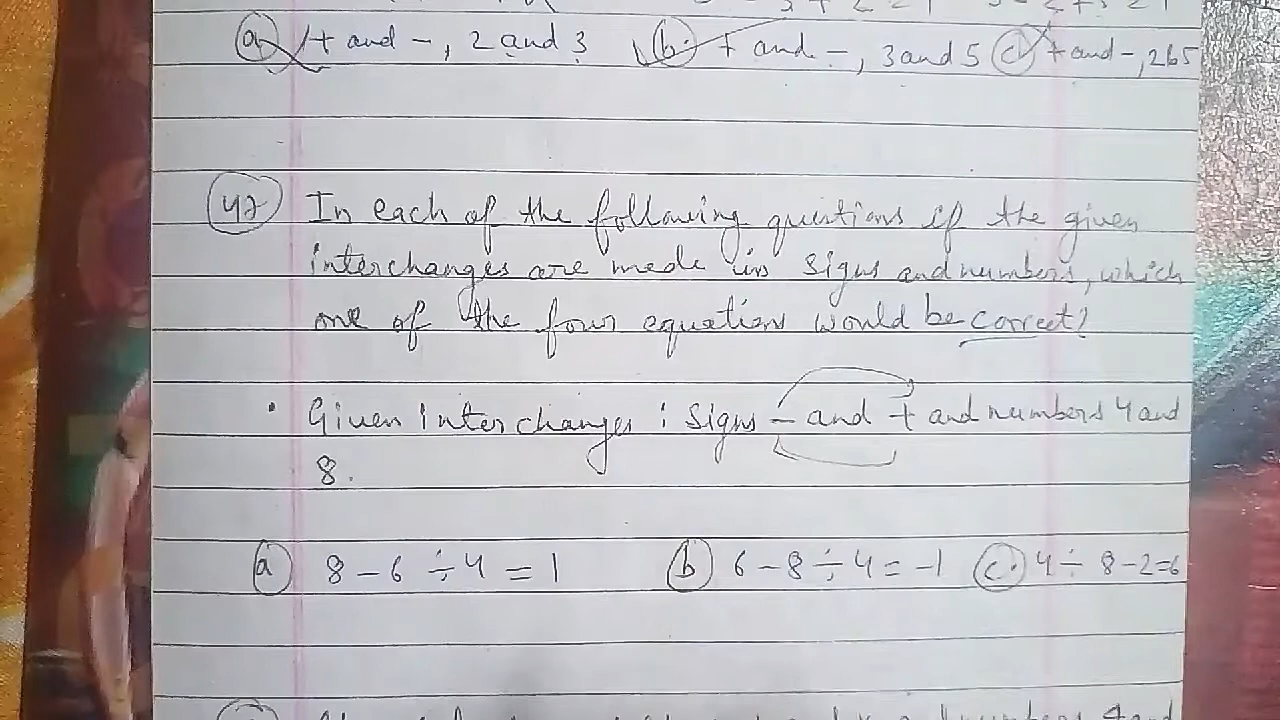 (a) + and -, 2 and 3 (b) + and -, 3 and 5 (c) + and -, 2 & 5
42 In each of the following questions if the given
interchanges are made in signs and numbers, which
one of the four equations would be correct?
• Given interchanges : Signs - and + and numbers 4 and
8.
(a) 8 - 6 ÷ 4 = 1 (b) 6 - 8 ÷ 4 = -1 (c) 4 ÷ 8 - 2 = 6